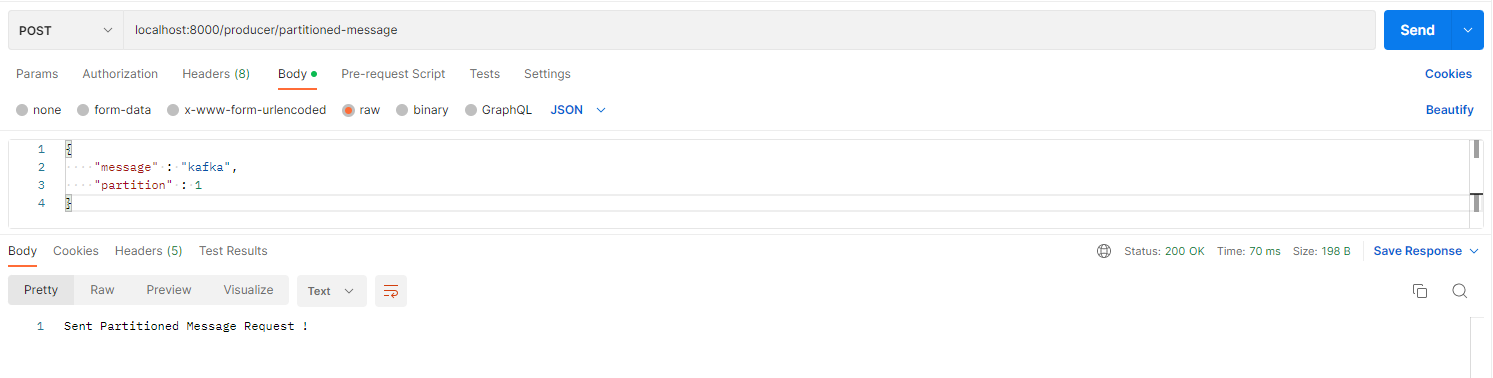 POST localhost:8000/producer/partitioned-message Send
Params Authorization Headers (8) Body Pre-request Script Tests Settings Cookies
none form-data x-www-form-urlencoded raw binary GraphQL JSON Beautify
1 {
2 "message" : "kafka",
3 "partition" : 1
4 }
Body Cookies Headers (5) Test Results Status: 200 OK Time: 70 ms Size: 198 B Save Response
Pretty Raw Preview Visualize Text
1 Sent Partitioned Message Request !